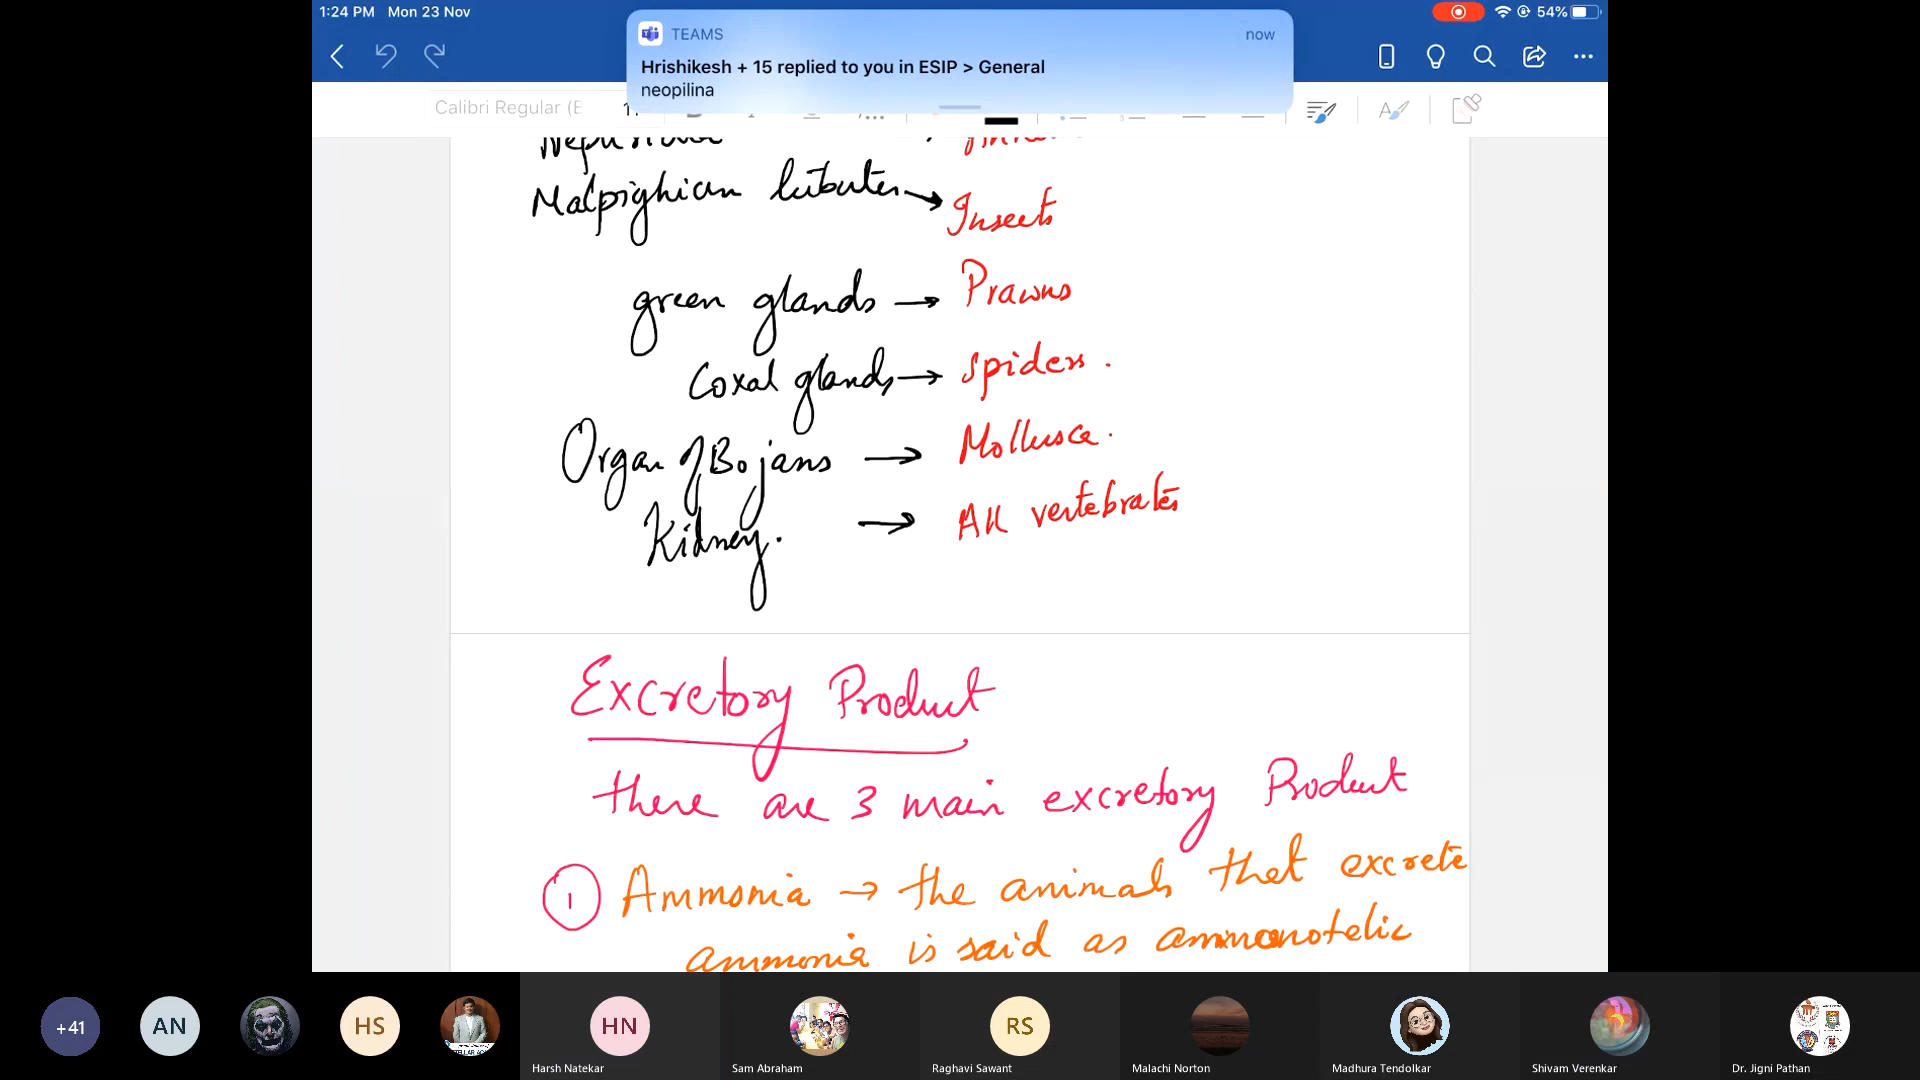 1:24 PM Mon 23 Nov
54%
TEAMS
now
Hrishikesh + 15 replied to you in ESIP > General
neopilina
Calibri Regular (E
Malpighian tubules → Insects
green glands → Prawns
Coxal glands → Spiders.
Organ of Bojans → Mollusca.
Kidney. → All vertebrates
Excretory Product
there are 3 main excretory Product
1 Ammonia → the animals that excrete
ammonia is said as ammonotelic
+41
AN
HS
HN
RS
Harsh Natekar
Sam Abraham
Raghavi Sawant
Malachi Norton
Madhura Tendolkar
Shivam Verenkar
Dr. Jigni Pathan